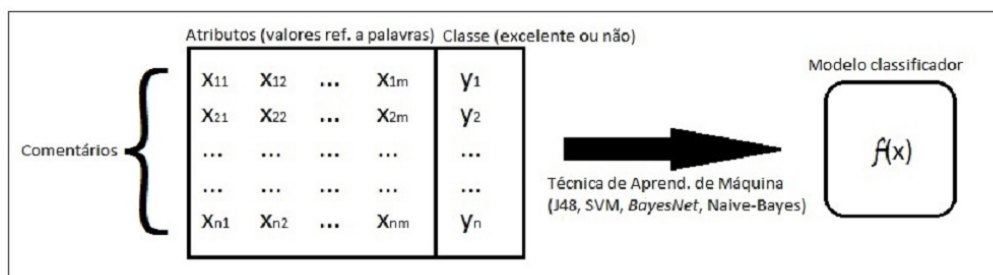 Atributos (valores ref. a palavras) Classe (excelente ou não)
Modelo classificador
Comentários
x11 x12 ... x1m y1
x21 x22 ... x2m y2
... ... ... ... ...
... ... ... ... ...
xn1 xn2 ... xnm yn
Técnica de Aprend. de Máquina
(J48, SVM, BayesNet, Naive-Bayes)
f(x)